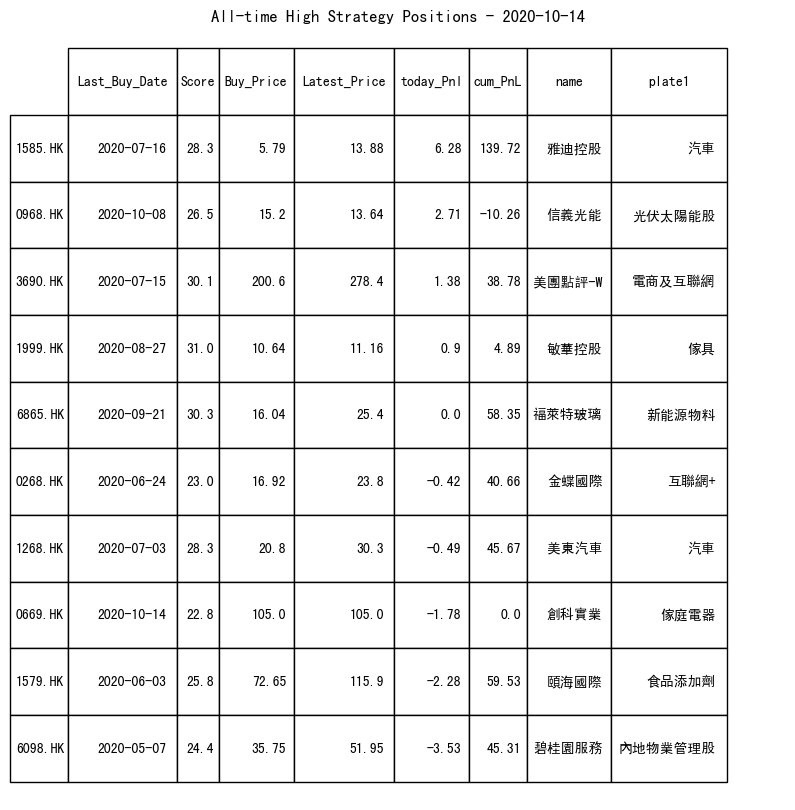 All-time High Strategy Positions - 2020-10-14
Last_Buy_Date Score Buy_Price Latest_Price today_Pnl cum_PnL name plate1
1585.HK 2020-07-16 28.3 5.79 13.88 6.28 139.72 雅迪控股 汽車
0968.HK 2020-10-08 26.5 15.2 13.64 2.71 -10.26 信義光能 光伏太陽能股
3690.HK 2020-07-15 30.1 200.6 278.4 1.38 38.78 美團點評-W 電商及互聯網
1999.HK 2020-08-27 31.0 10.64 11.16 0.9 4.89 敏華控股 傢具
6865.HK 2020-09-21 30.3 16.04 25.4 0.0 58.35 福萊特玻璃 新能源物料
0268.HK 2020-06-24 23.0 16.92 23.8 -0.42 40.66 金蝶國際 互聯網+
1268.HK 2020-07-03 28.3 20.8 30.3 -0.49 45.67 美東汽車 汽車
0669.HK 2020-10-14 22.8 105.0 105.0 -1.78 0.0 創科實業 傢庭電器
1579.HK 2020-06-03 25.8 72.65 115.9 -2.28 59.53 頤海國際 食品添加劑
6098.HK 2020-05-07 24.4 35.75 51.95 -3.53 45.31 碧桂園服務 內地物業管理股